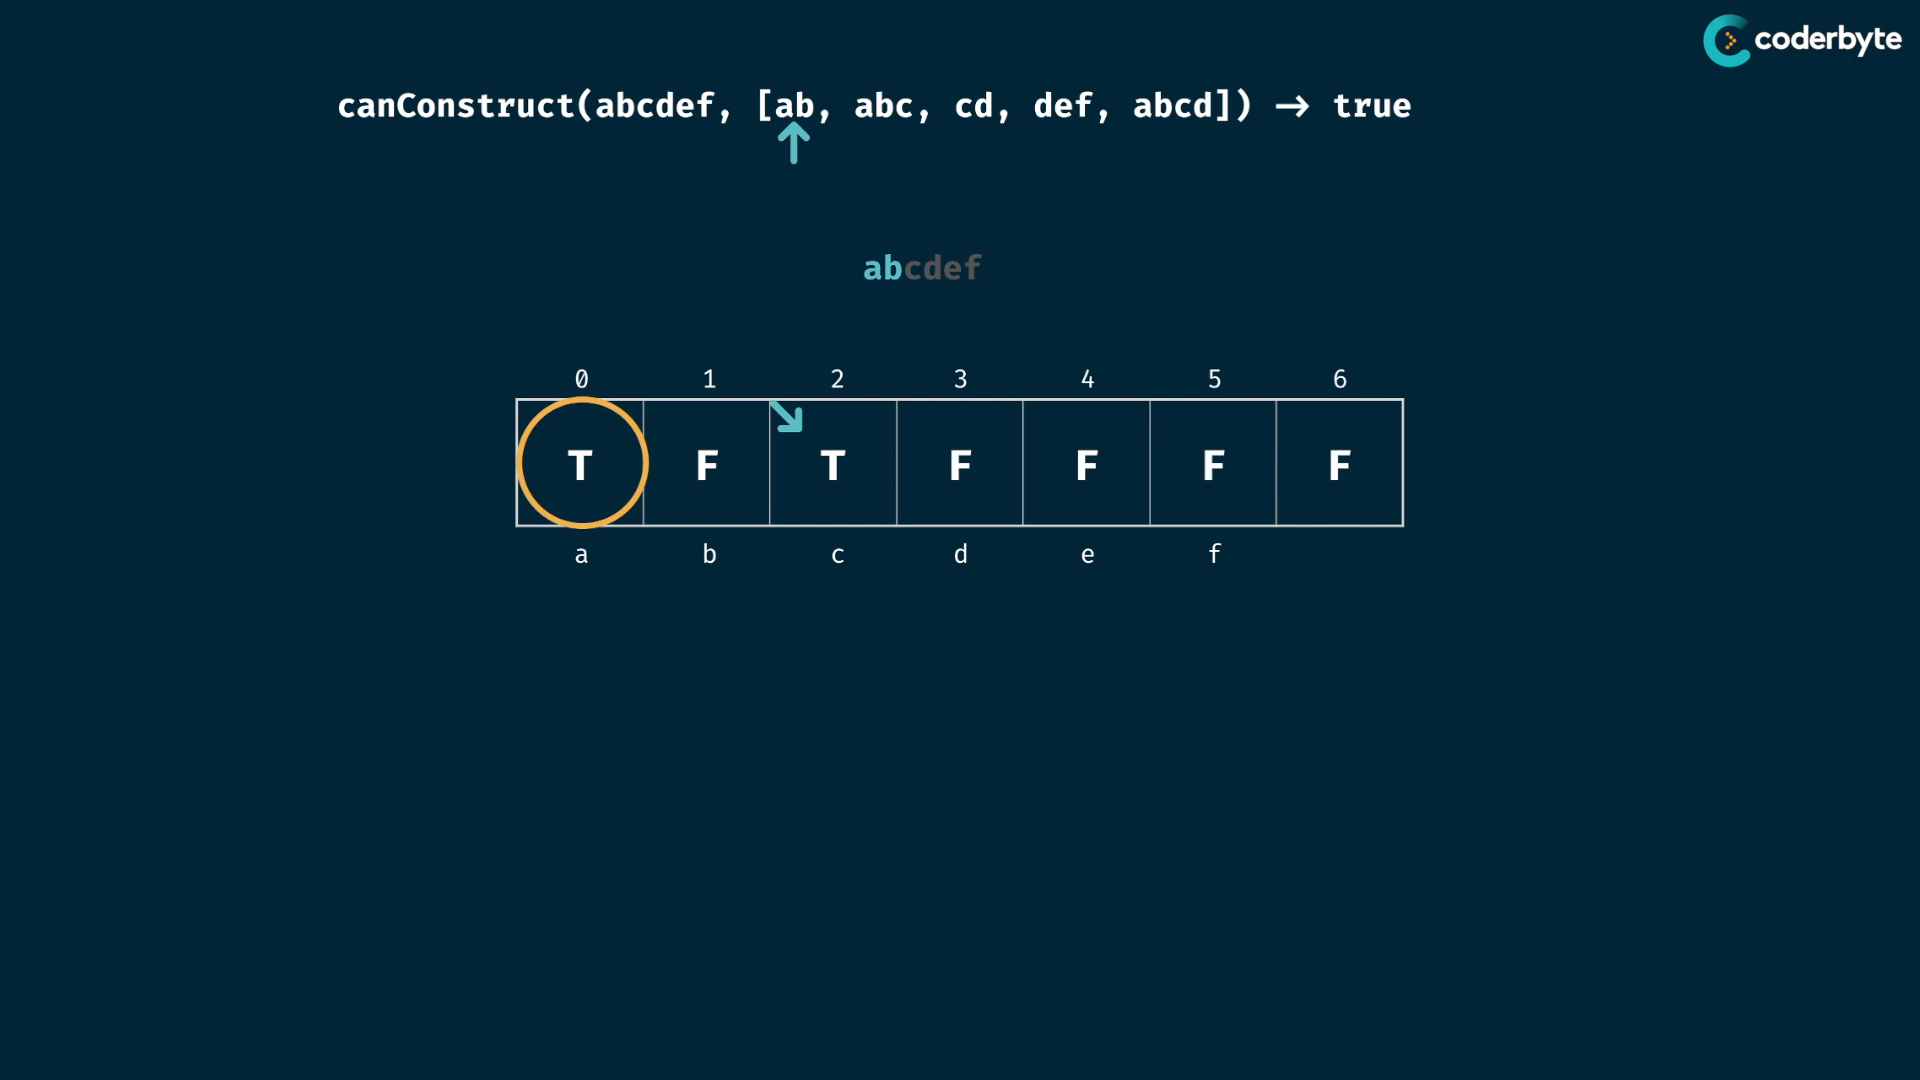 coderbyte
canConstruct(abcdef, [ab, abc, cd, def, abcd]) → true
abcdef
0 1 2 3 4 5 6
T F T F F F F
a b c d e f